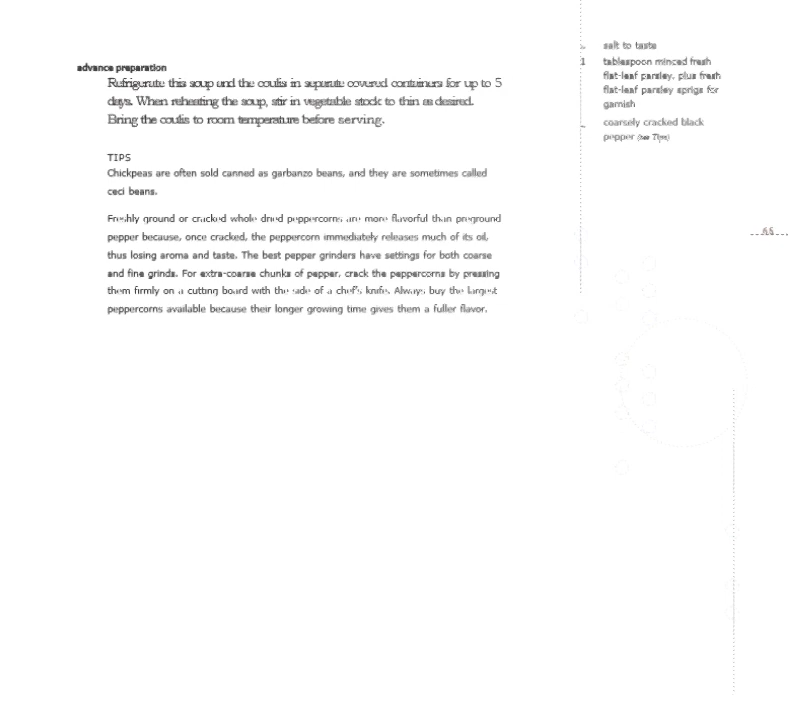 advance preparation
Refrigerate this soup and the coulis in separate covered containers for up to 5
days. When reheating the soup, stir in vegetable stock to thin as desired.
Bring the coulis to room temperature before serving.
TIPS
Chickpeas are often sold canned as garbanzo beans, and they are sometimes called
ceci beans.
Freshly ground or cracked whole dried peppercorns are more flavorful than preground
pepper because, once cracked, the peppercorn immediately releases much of its oil,
thus losing aroma and taste. The best pepper grinders have settings for both coarse
and fine grinds. For extra-coarse chunks of pepper, crack the peppercorns by pressing
them firmly on a cutting board with the side of a chef's knife. Always buy the largest
peppercorns available because their longer growing time gives them a fuller flavor.
salt to taste
1 tablespoon minced fresh
flat-leaf parsley, plus fresh
flat-leaf parsley sprigs for
garnish
coarsely cracked black
pepper (see Tips)